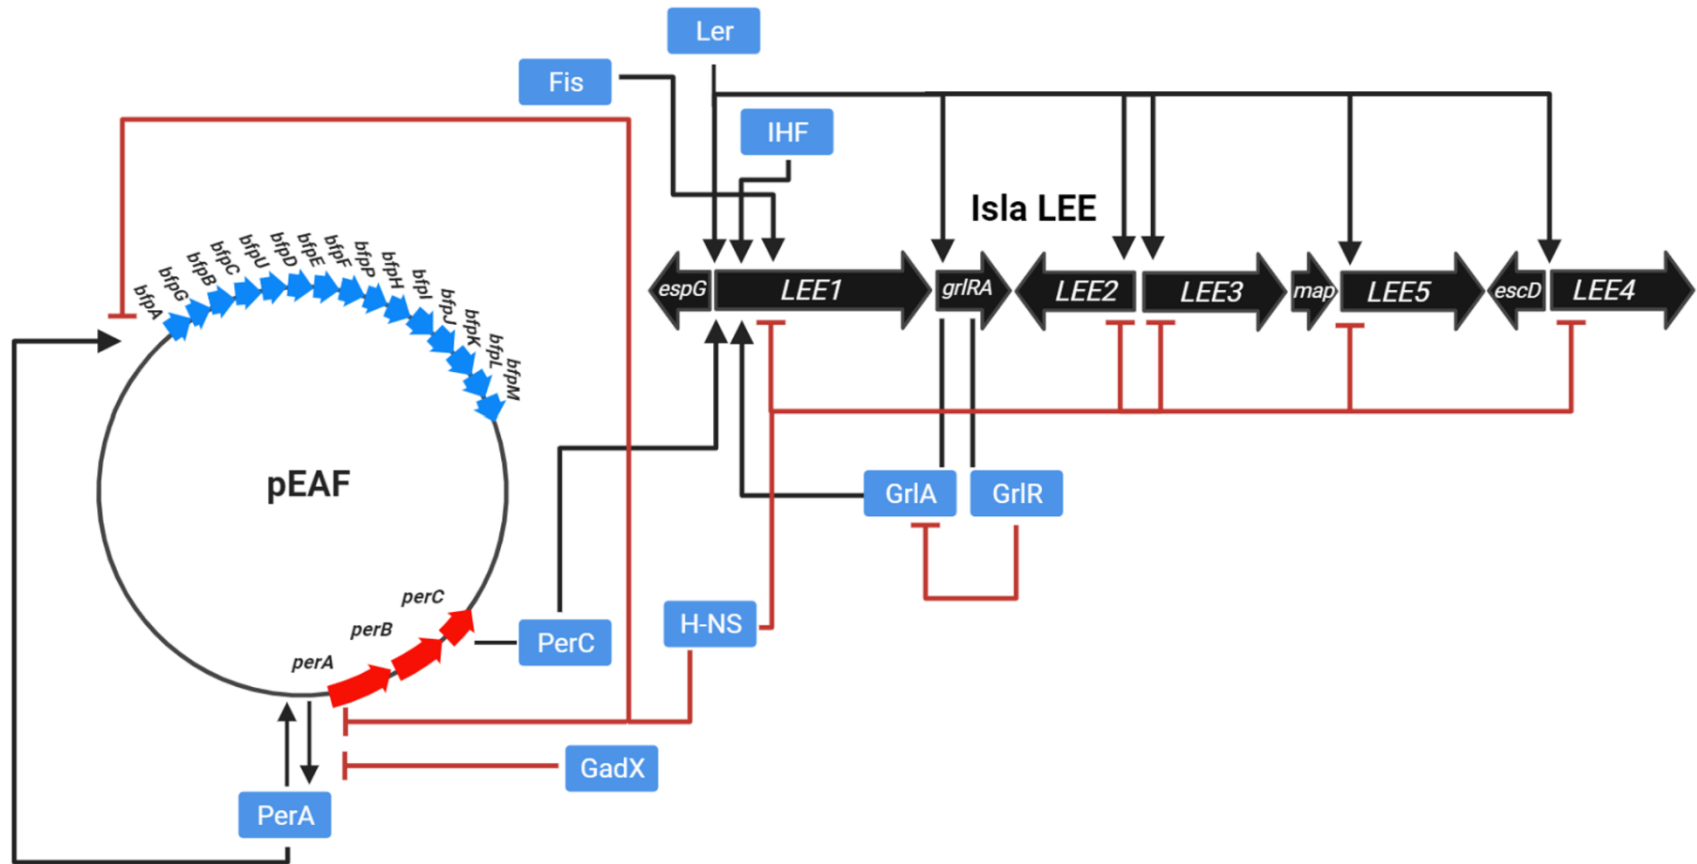 Ler
Fis
IHF
Isla LEE
espG
LEE1
grlRA
LEE2
LEE3
map
LEE5
escD
LEE4
bfpA
bfpG
bfpB
bfpC
bfpU
bfpD
bfpE
bfpF
bfpP
bfpH
bfpI
bfpJ
bfpK
bfpL
bfpM
pEAF
GrlA
GrlR
perC
perB
perA
PerC
H-NS
GadX
PerA